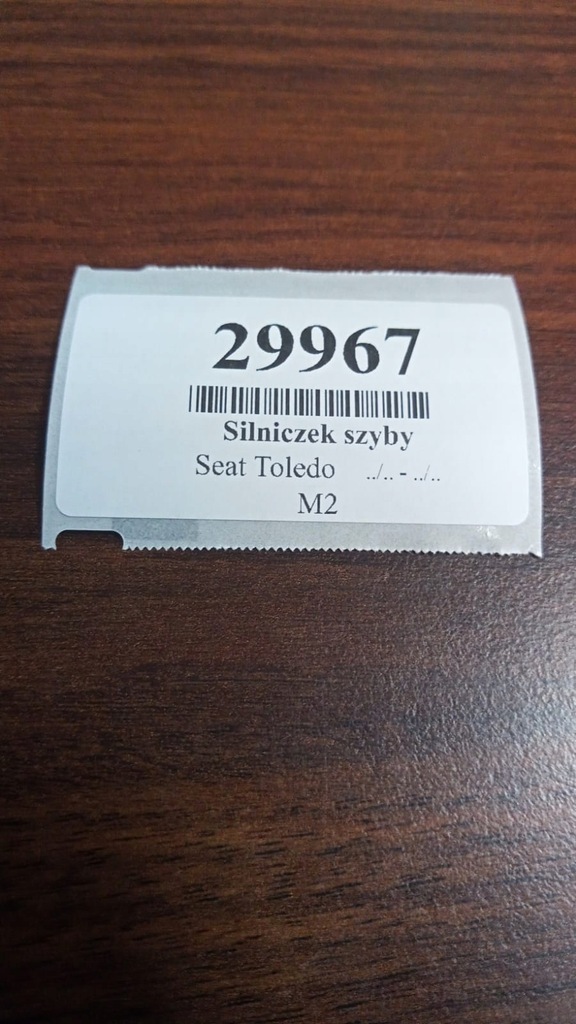 29967
Silniczek szyby
Seat Toledo ../.. - ../..
M2